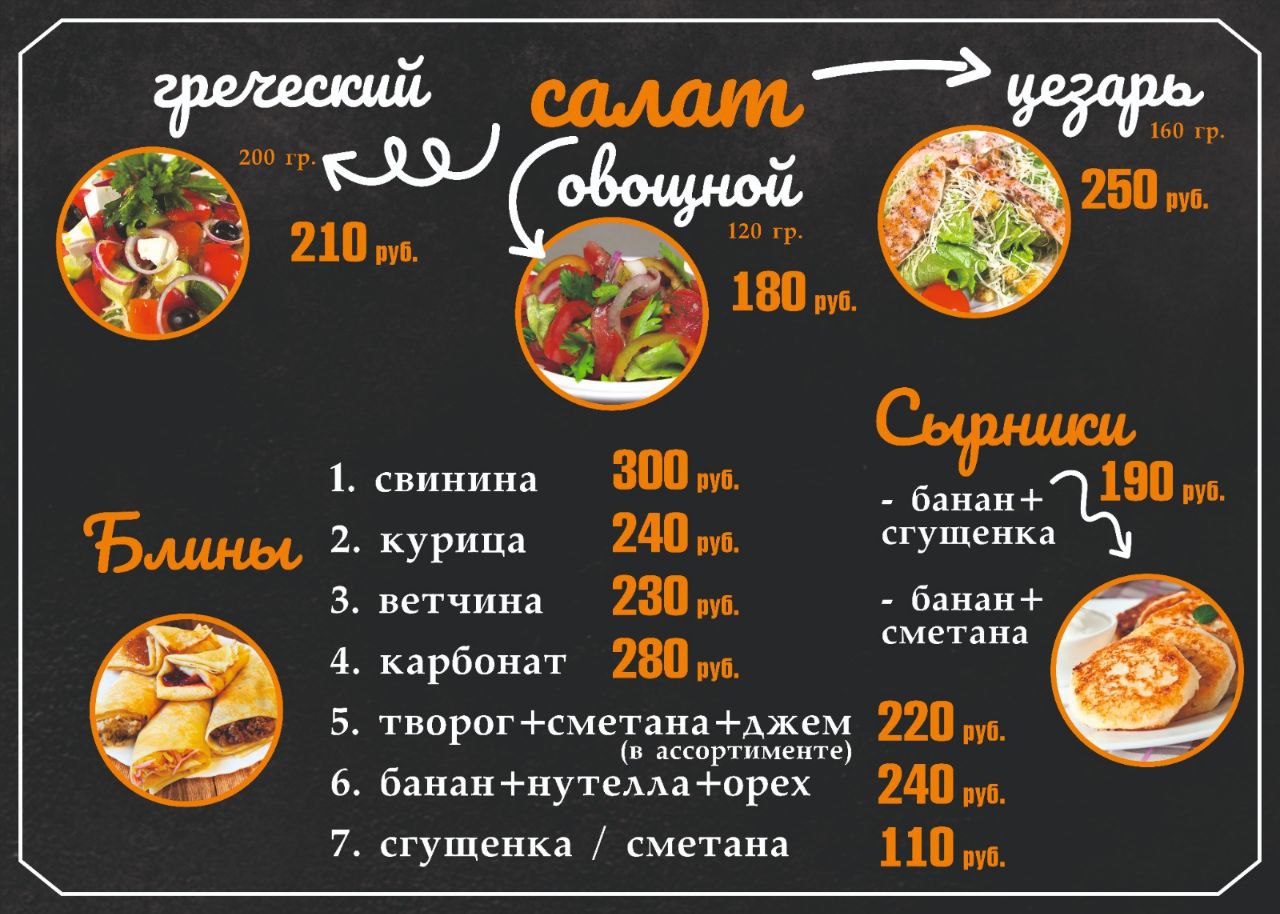 греческий
200 гр.
210 руб.
салат
овощной
120 гр.
180 руб.
цезарь
160 гр.
250 руб.
Блины
1. свинина 300 руб.
2. курица 240 руб.
3. ветчина 230 руб.
4. карбонат 280 руб.
5. творог+сметана+джем 220 руб.
(в ассортименте)
6. банан+нутелла+орех 240 руб.
7. сгущенка / сметана 110 руб.
Сырники
190 руб.
- банан+
сгущенка
- банан+
сметана